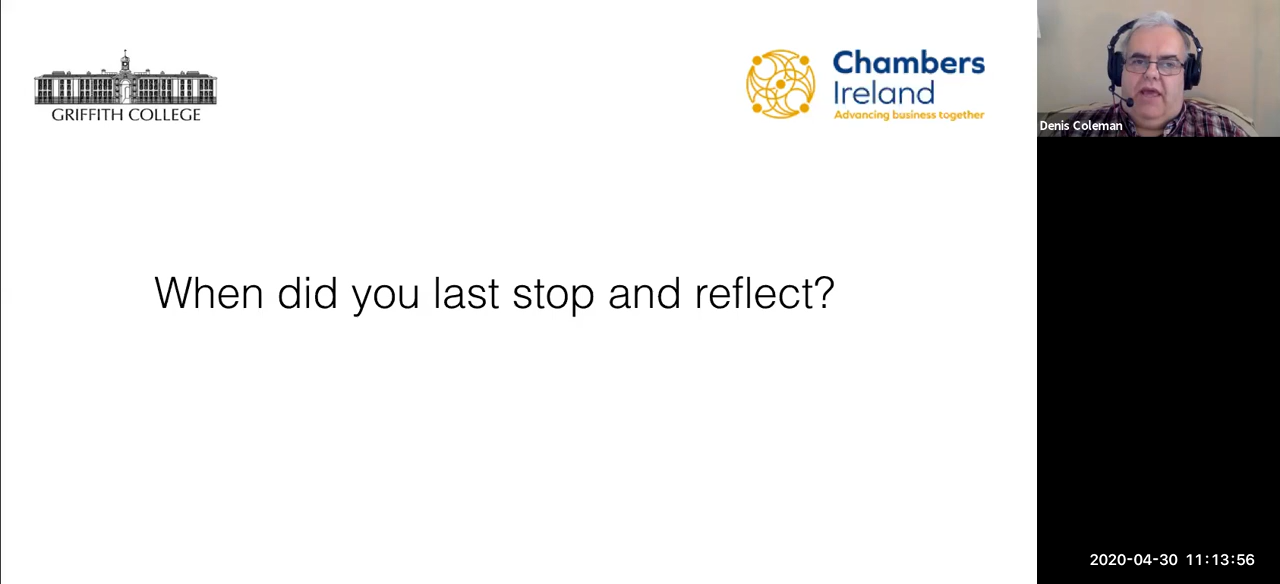 GRIFFITH COLLEGE
Chambers
Ireland
Advancing business together
Denis Coleman
When did you last stop and reflect?
2020-04-30 11:13:56